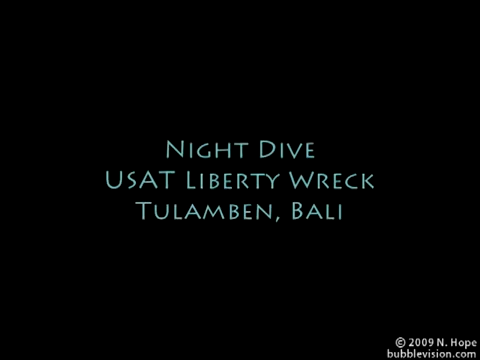 Night Dive
USAT Liberty Wreck
Tulamben, Bali
© 2009 N. Hope
bubblevision.com